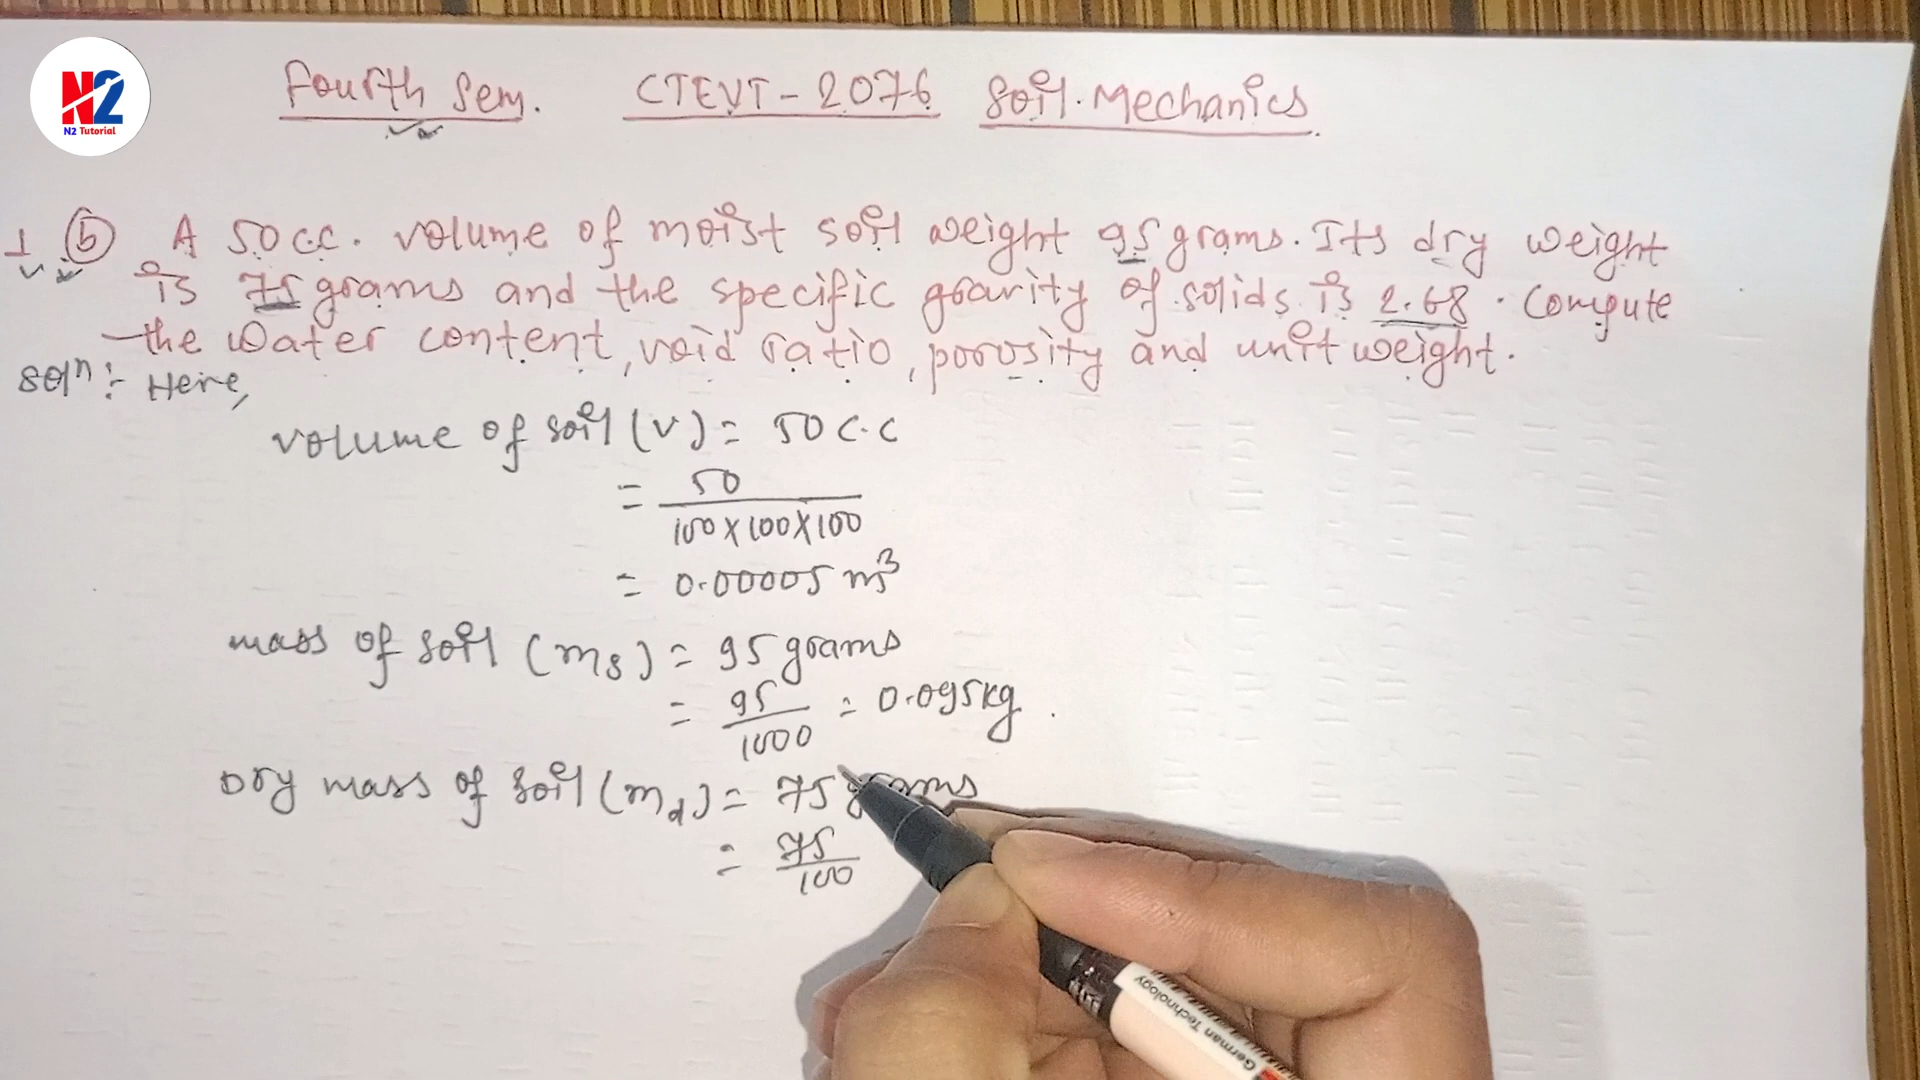 N2
N2 Tutorial
Fourth Sem. CTEVT-2076 Soil Mechanics
1 (b) A 50 c.c. volume of moist soil weight 95 grams. Its dry weight
is 75 grams and the specific gravity of solids is 2.68. Compute
the water content, void ratio, porosity and unit weight.
Solⁿ:- Here,
volume of soil (v) = 50 c.c
= 50 / 100×100×100
= 0.00005 m³
mass of soil (ms) = 95 grams
= 95 / 1000 = 0.095kg.
Dry mass of soil (md) = 75 grams
= 75 / 100
German Technology